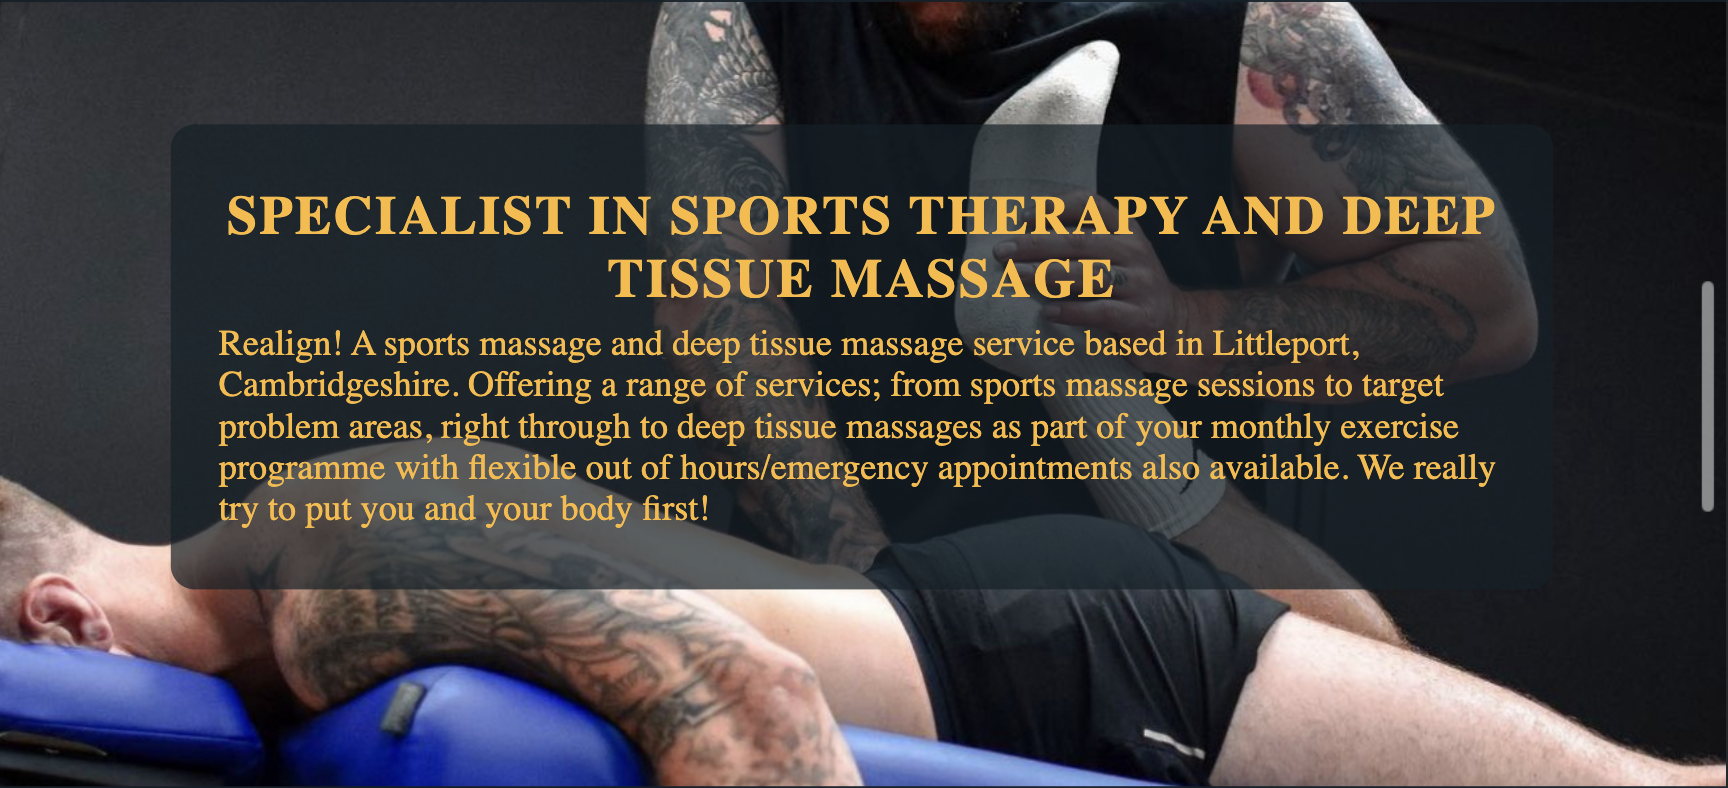 SPECIALIST IN SPORTS THERAPY AND DEEP
TISSUE MASSAGE
Realign! A sports massage and deep tissue massage service based in Littleport,
Cambridgeshire. Offering a range of services; from sports massage sessions to target
problem areas, right through to deep tissue massages as part of your monthly exercise
programme with flexible out of hours/emergency appointments also available. We really
try to put you and your body first!